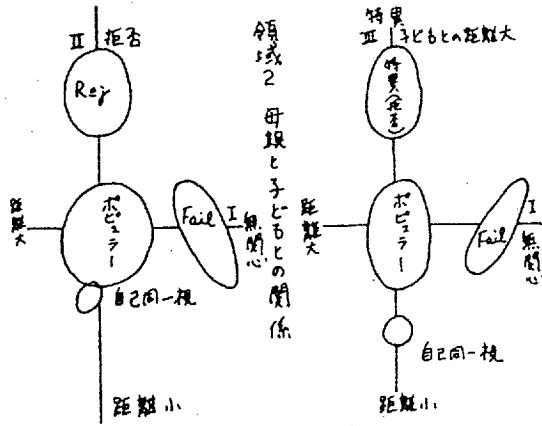 II 拒否
Rej
ポピュラー
Fail
I
無関心
距離大
自己同一視
距離小
領域2 母親と子どもとの関係
特異
III 子どもとの距離大
特異(拒否)
ポピュラー
Fail
I
無関心
距離大
自己同一視
距離小